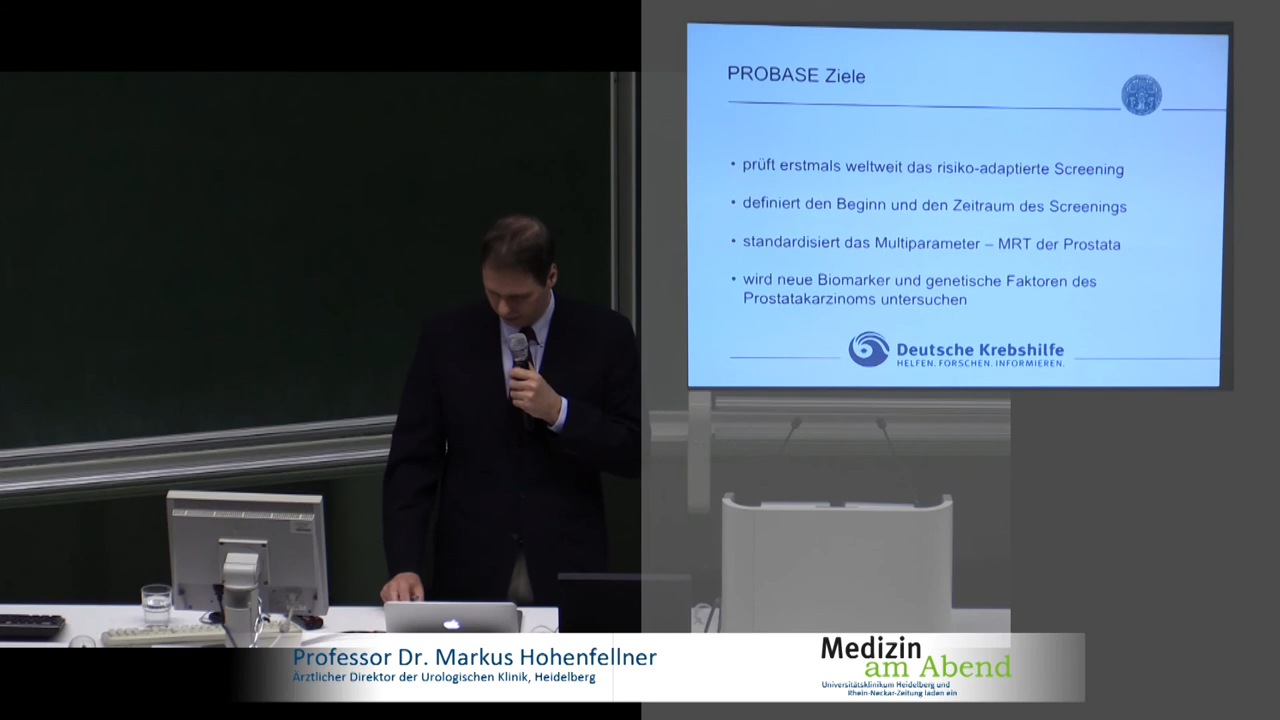 PROBASE Ziele
• prüft erstmals weltweit das risiko-adaptierte Screening
• definiert den Beginn und den Zeitraum des Screenings
• standardisiert das Multiparameter – MRT der Prostata
• wird neue Biomarker und genetische Faktoren des
Prostatakarzinoms untersuchen
Deutsche Krebshilfe
HELFEN. FORSCHEN. INFORMIEREN.
Professor Dr. Markus Hohenfellner
Ärztlicher Direktor der Urologischen Klinik, Heidelberg
Medizin
am Abend
Universitätsklinikum Heidelberg und
Rhein-Neckar-Zeitung laden ein